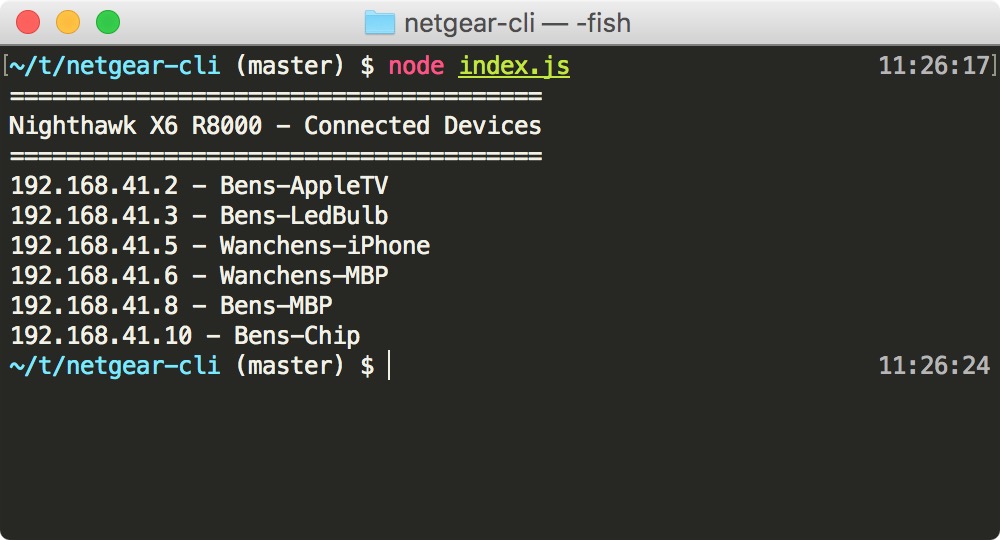 netgear-cli — -fish
[~/t/netgear-cli (master) $ node index.js 11:26:17]
======================================
Nighthawk X6 R8000 - Connected Devices
======================================
192.168.41.2 - Bens-AppleTV
192.168.41.3 - Bens-LedBulb
192.168.41.5 - Wanchens-iPhone
192.168.41.6 - Wanchens-MBP
192.168.41.8 - Bens-MBP
192.168.41.10 - Bens-Chip
~/t/netgear-cli (master) $ 11:26:24